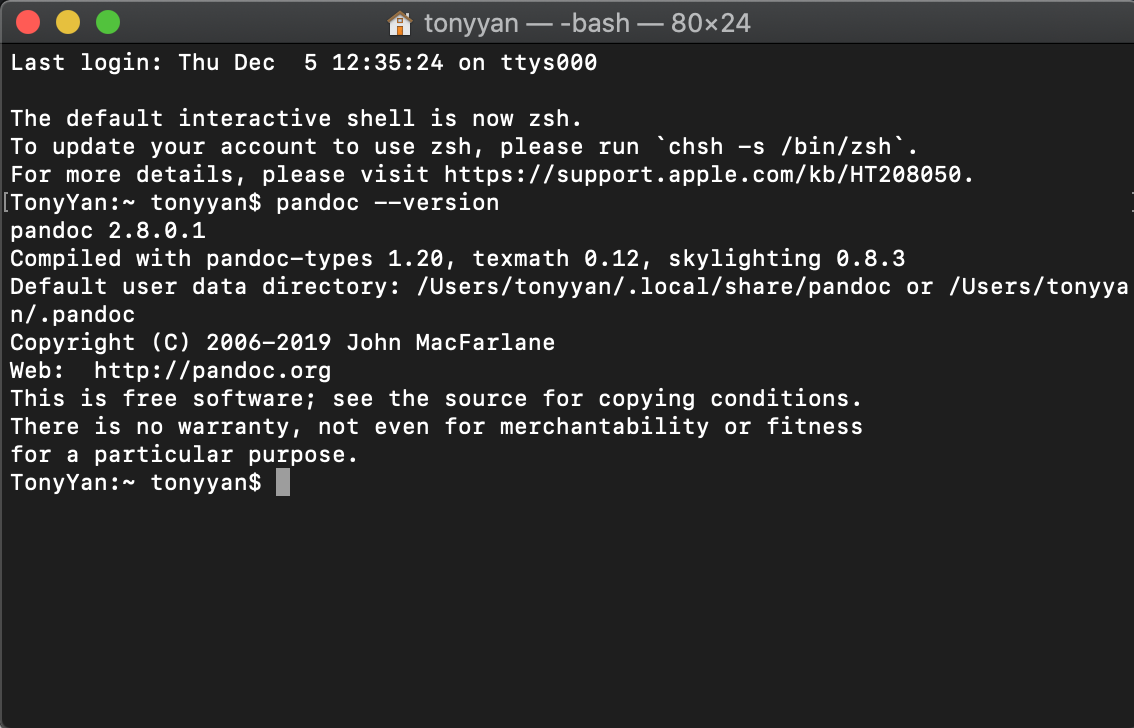 tonyyan — -bash — 80×24
Last login: Thu Dec  5 12:35:24 on ttys000
The default interactive shell is now zsh.
To update your account to use zsh, please run `chsh -s /bin/zsh`.
For more details, please visit https://support.apple.com/kb/HT208050.
[TonyYan:~ tonyyan$ pandoc --version
pandoc 2.8.0.1
Compiled with pandoc-types 1.20, texmath 0.12, skylighting 0.8.3
Default user data directory: /Users/tonyyan/.local/share/pandoc or /Users/tonyya
n/.pandoc
Copyright (C) 2006-2019 John MacFarlane
Web:  http://pandoc.org
This is free software; see the source for copying conditions.
There is no warranty, not even for merchantability or fitness
for a particular purpose.
TonyYan:~ tonyyan$